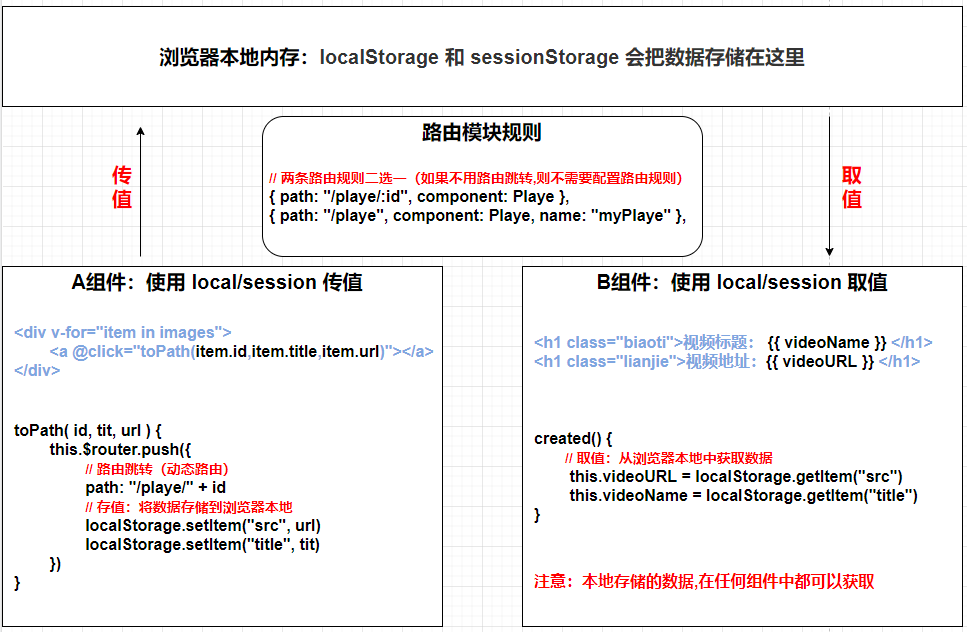 浏览器本地内存：localStorage 和 sessionStorage 会把数据存储在这里
传值
路由模块规则
// 两条路由规则二选一（如果不用路由跳转,则不需要配置路由规则）
{ path: "/playe/:id", component: Playe },
{ path: "/playe", component: Playe, name: "myPlaye" },
取值
A组件：使用 local/session 传值
<div v-for="item in images">
<a @click="toPath(item.id,item.title,item.url)"></a>
</div>
toPath( id, tit, url ) {
this.$router.push({
// 路由跳转（动态路由）
path: "/playe/" + id
// 存值：将数据存储到浏览器本地
localStorage.setItem("src", url)
localStorage.setItem("title", tit)
})
}
B组件：使用 local/session 取值
<h1 class="biaoti">视频标题： {{ videoName }} </h1>
<h1 class="lianjie">视频地址：{{ videoURL }} </h1>
created() {
// 取值：从浏览器本地中获取数据
this.videoURL = localStorage.getItem("src")
this.videoName = localStorage.getItem("title")
}
注意：本地存储的数据,在任何组件中都可以获取